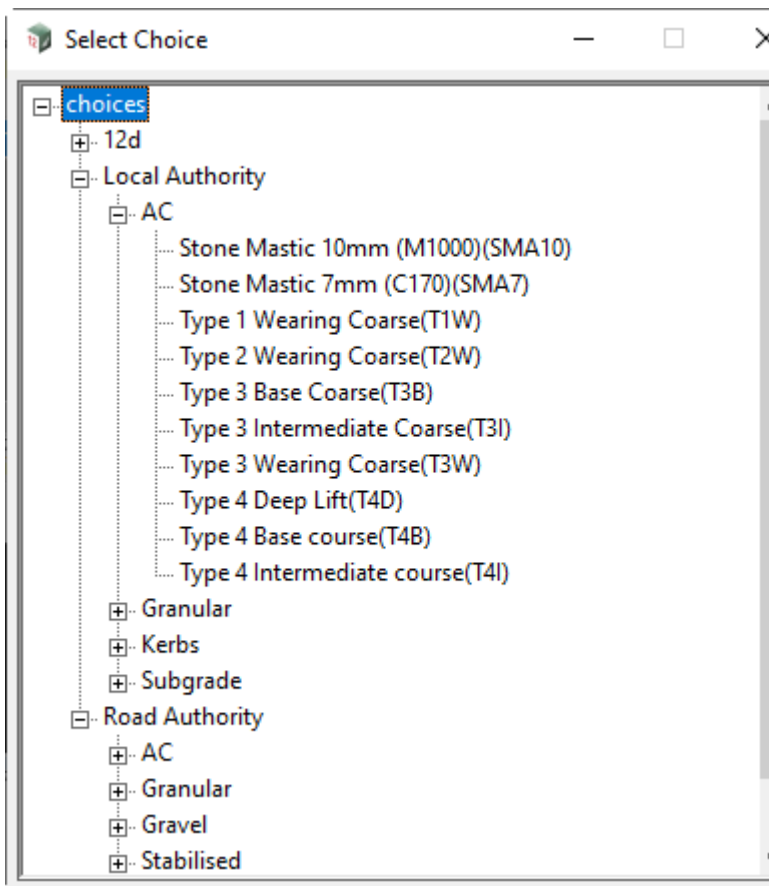 Select Choice
choices
12d
Local Authority
AC
Stone Mastic 10mm (M1000)(SMA10)
Stone Mastic 7mm (C170)(SMA7)
Type 1 Wearing Coarse(T1W)
Type 2 Wearing Coarse(T2W)
Type 3 Base Coarse(T3B)
Type 3 Intermediate Coarse(T3I)
Type 3 Wearing Coarse(T3W)
Type 4 Deep Lift(T4D)
Type 4 Base course(T4B)
Type 4 Intermediate course(T4I)
Granular
Kerbs
Subgrade
Road Authority
AC
Granular
Gravel
Stabilised